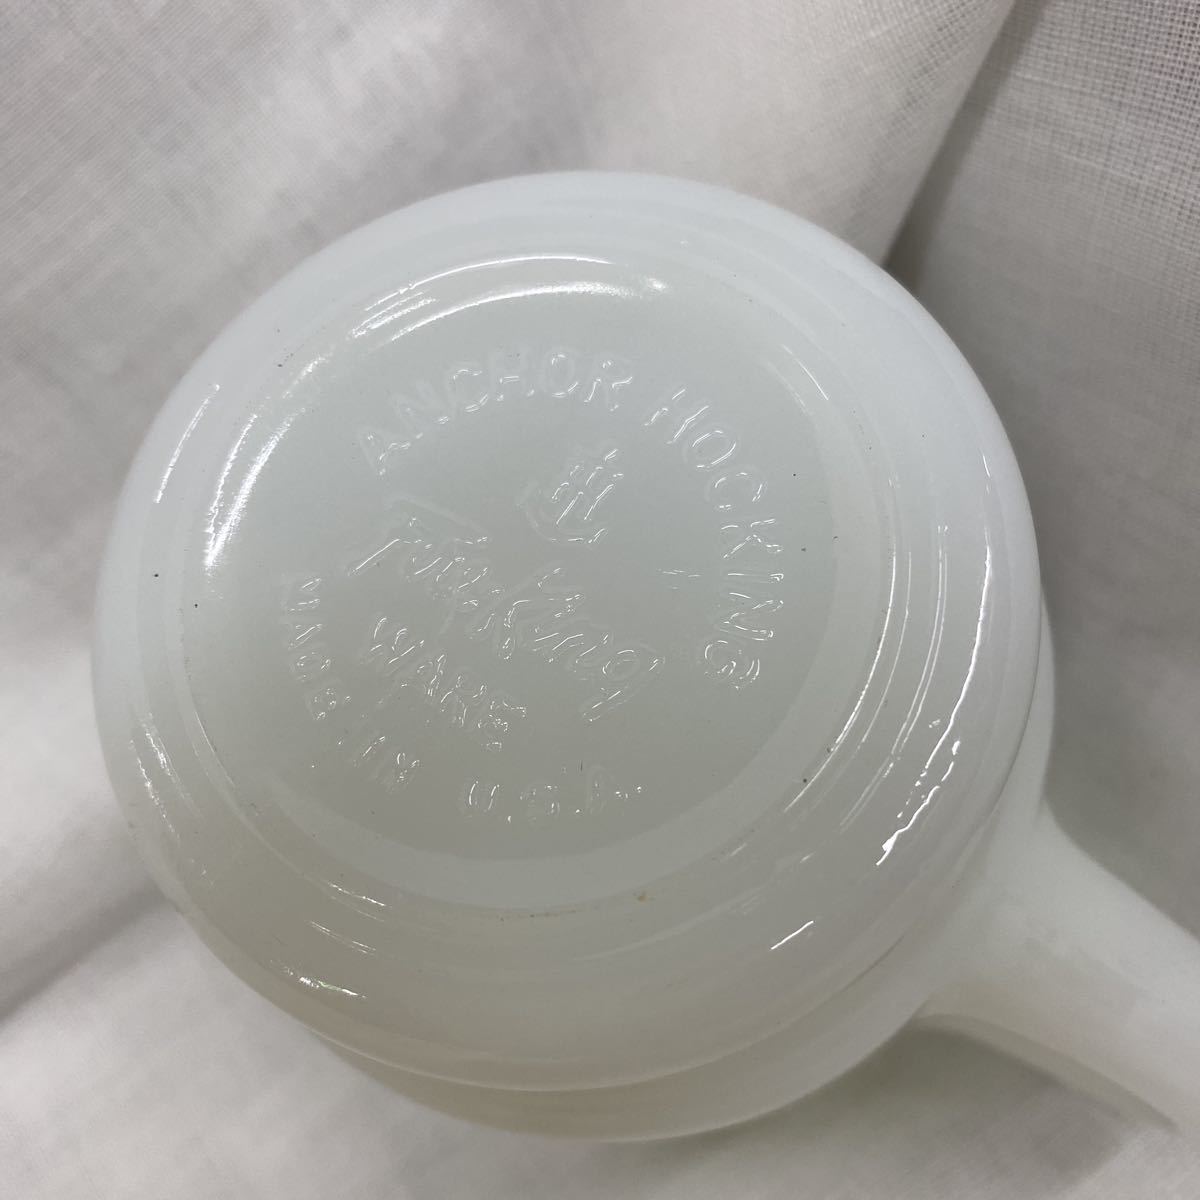 ANCHOR HOCKING
Fire-King
WARE
MADE IN U.S.A.